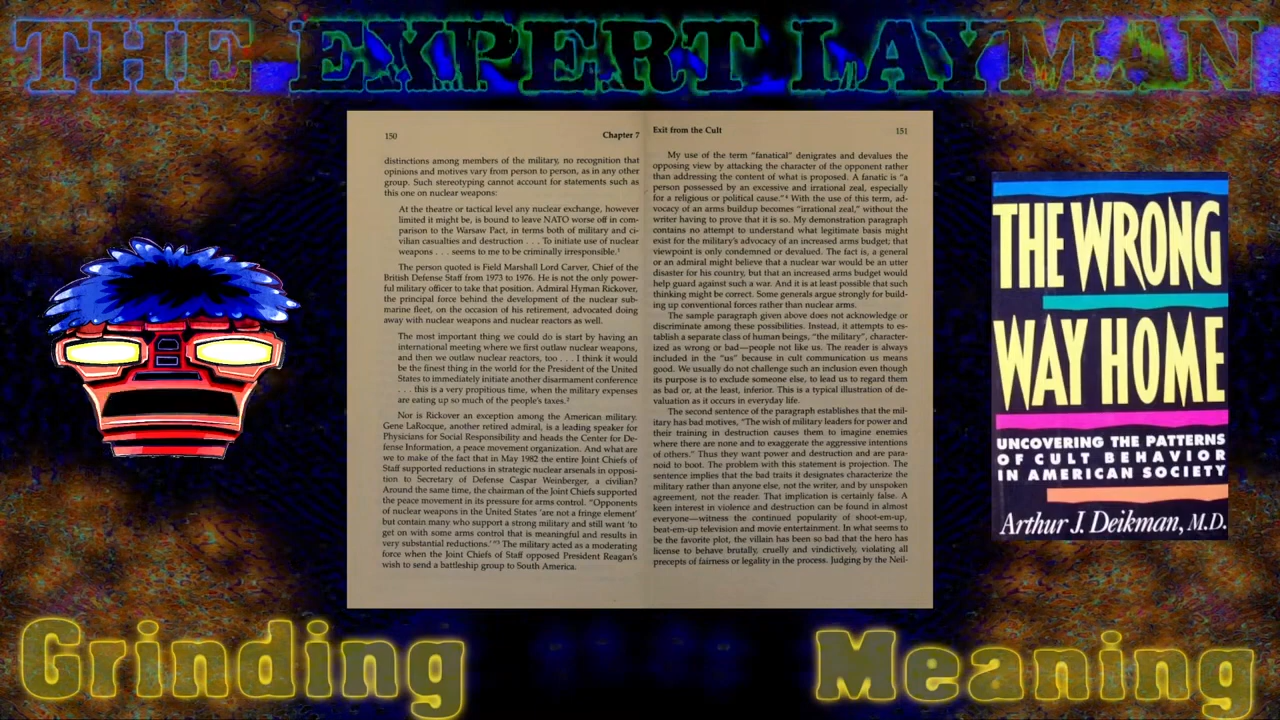 THE EXPERT LAYMAN
150
Chapter 7
distinctions among members of the military, no recognition that
opinions and motives vary from person to person, as in any other
group. Such stereotyping cannot account for statements such as
this one on nuclear weapons:
At the theatre or tactical level any nuclear exchange, however
limited it might be, is bound to leave NATO worse off in com-
parison to the Warsaw Pact, in terms both of military and ci-
vilian casualties and destruction . . . To initiate use of nuclear
weapons . . . seems to me to be criminally irresponsible.¹
The person quoted is Field Marshall Lord Carver, Chief of the
British Defense Staff from 1973 to 1976. He is not the only power-
ful military officer to take that position. Admiral Hyman Rickover,
the principal force behind the development of the nuclear sub-
marine fleet, on the occasion of his retirement, advocated doing
away with nuclear weapons and nuclear reactors as well.
The most important thing we could do is start by having an
international meeting where we first outlaw nuclear weapons,
and then we outlaw nuclear reactors, too . . . I think it would
be the finest thing in the world for the President of the United
States to immediately initiate another disarmament conference
. . . this is a very propitious time, when the military expenses
are eating up so much of the people's taxes.²
Nor is Rickover an exception among the American military.
Gene LaRocque, another retired admiral, is a leading speaker for
Physicians for Social Responsibility and heads the Center for De-
fense Information, a peace movement organization. And what are
we to make of the fact that in May 1982 the entire Joint Chiefs of
Staff supported reductions in strategic nuclear arsenals in opposi-
tion to Secretary of Defense Caspar Weinberger, a civilian?
Around the same time, the chairman of the Joint Chiefs supported
the peace movement in its pressure for arms control. "Opponents
of nuclear weapons in the United States 'are not a fringe element'
but contain many who support a strong military and still want 'to
get on with some arms control that is meaningful and results in
very substantial reductions.'"³ The military acted as a moderating
force when the Joint Chiefs of Staff opposed President Reagan's
wish to send a battleship group to South America.
Exit from the Cult
151
My use of the term "fanatical" denigrates and devalues the
opposing view by attacking the character of the opponent rather
than addressing the content of what is proposed. A fanatic is "a
person possessed by an excessive and irrational zeal, especially
for a religious or political cause."⁴ With the use of this term, ad-
vocacy of an arms buildup becomes "irrational zeal," without the
writer having to prove that it is so. My demonstration paragraph
contains no attempt to understand what legitimate basis might
exist for the military's advocacy of an increased arms budget; that
viewpoint is only condemned or devalued. The fact is, a general
or an admiral might believe that a nuclear war would be an utter
disaster for his country, but that an increased arms budget would
help guard against such a war. And it is at least possible that such
thinking might be correct. Some generals argue strongly for build-
ing up conventional forces rather than nuclear arms.
The sample paragraph given above does not acknowledge or
discriminate among these possibilities. Instead, it attempts to es-
tablish a separate class of human beings, "the military", character-
ized as wrong or bad—people not like us. The reader is always
included in the "us" because in cult communication us means
good. We usually do not challenge such an inclusion even though
its purpose is to exclude someone else, to lead us to regard them
as bad or, at the least, inferior. This is a typical illustration of de-
valuation as it occurs in everyday life.
The second sentence of the paragraph establishes that the mil-
itary has bad motives, "The wish of military leaders for power and
their training in destruction causes them to imagine enemies
where there are none and to exaggerate the aggressive intentions
of others." Thus they want power and destruction and are para-
noid to boot. The problem with this statement is projection. The
sentence implies that the bad traits it designates characterize the
military rather than anyone else, not the writer, and by unspoken
agreement, not the reader. That implication is certainly false. A
keen interest in violence and destruction can be found in almost
everyone—witness the continued popularity of shoot-em-up,
beat-em-up television and movie entertainment. In what seems to
be the favorite plot, the villain has been so bad that the hero has
license to behave brutally, cruelly and vindictively, violating all
precepts of fairness or legality in the process. Judging by the Neil-
THE WRONG
WAY HOME
UNCOVERING THE PATTERNS
OF CULT BEHAVIOR
IN AMERICAN SOCIETY
Arthur J. Deikman, M.D.
Grinding
Meaning